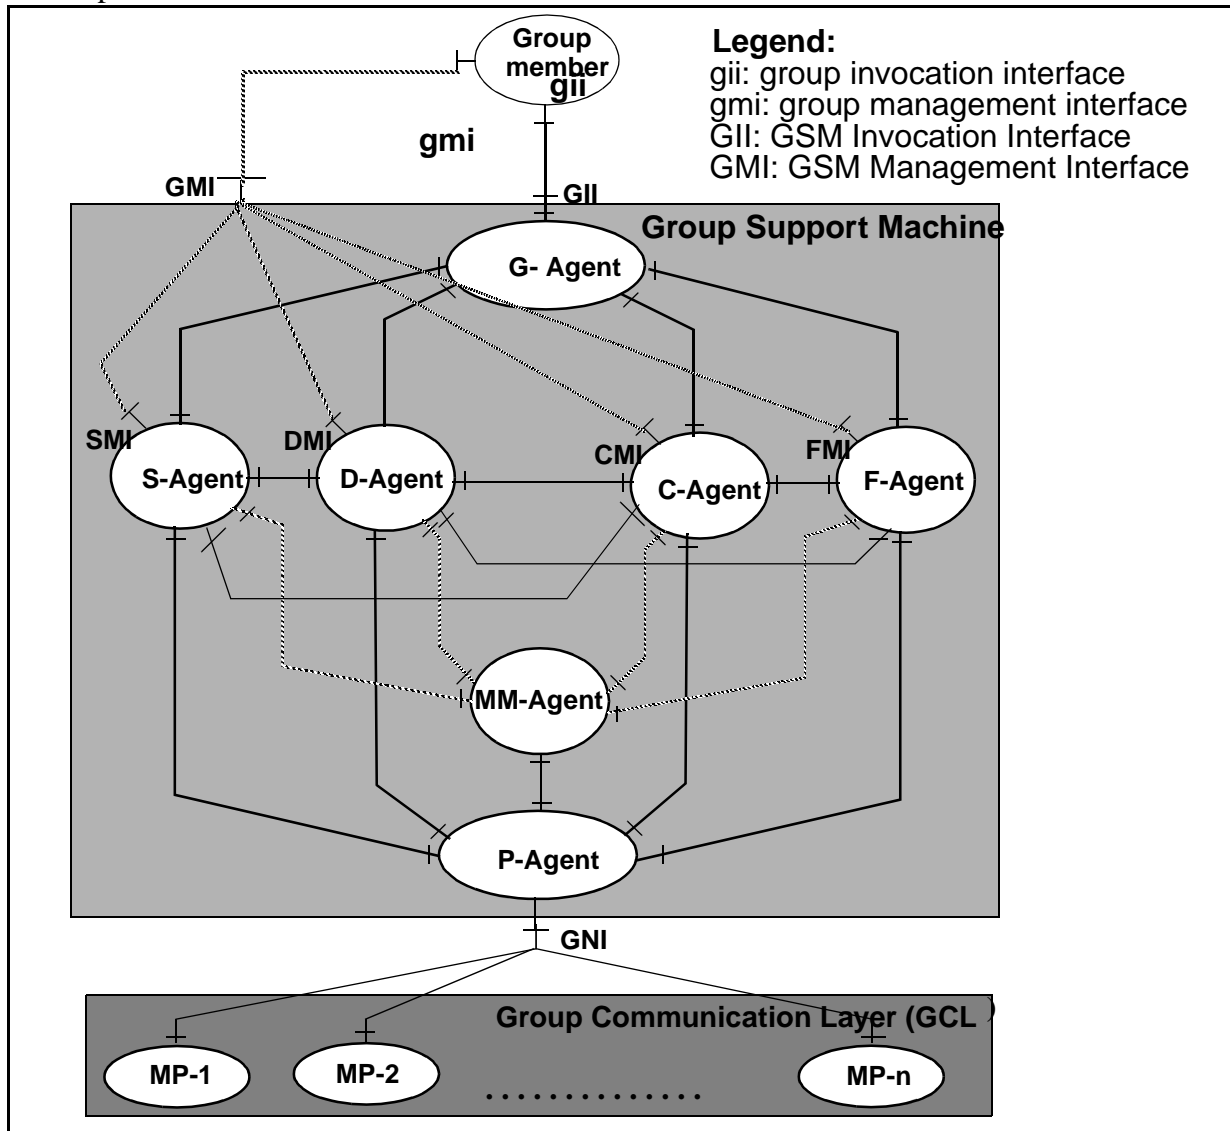 Group
member
gii
Legend:
gii: group invocation interface
gmi: group management interface
GII: GSM Invocation Interface
GMI: GSM Management Interface
gmi
GMI
GII
Group Support Machine
G- Agent
SMI
DMI
CMI
FMI
S-Agent
D-Agent
C-Agent
F-Agent
MM-Agent
P-Agent
GNI
Group Communication Layer (GCL )
MP-1
MP-2
. . . . . . . . . . . . . .
MP-n